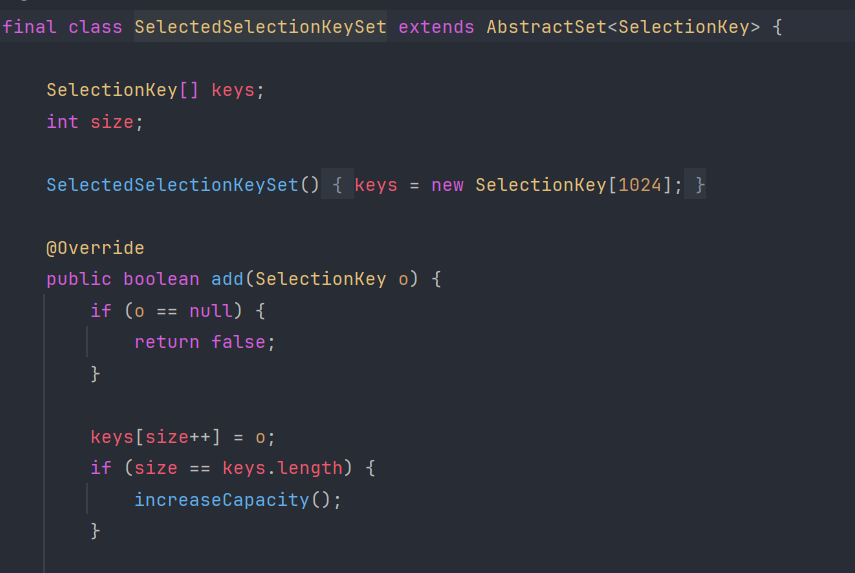 final class SelectedSelectionKeySet extends AbstractSet<SelectionKey> {
SelectionKey[] keys;
int size;
SelectedSelectionKeySet() { keys = new SelectionKey[1024]; }
@Override
public boolean add(SelectionKey o) {
if (o == null) {
return false;
}
keys[size++] = o;
if (size == keys.length) {
increaseCapacity();
}